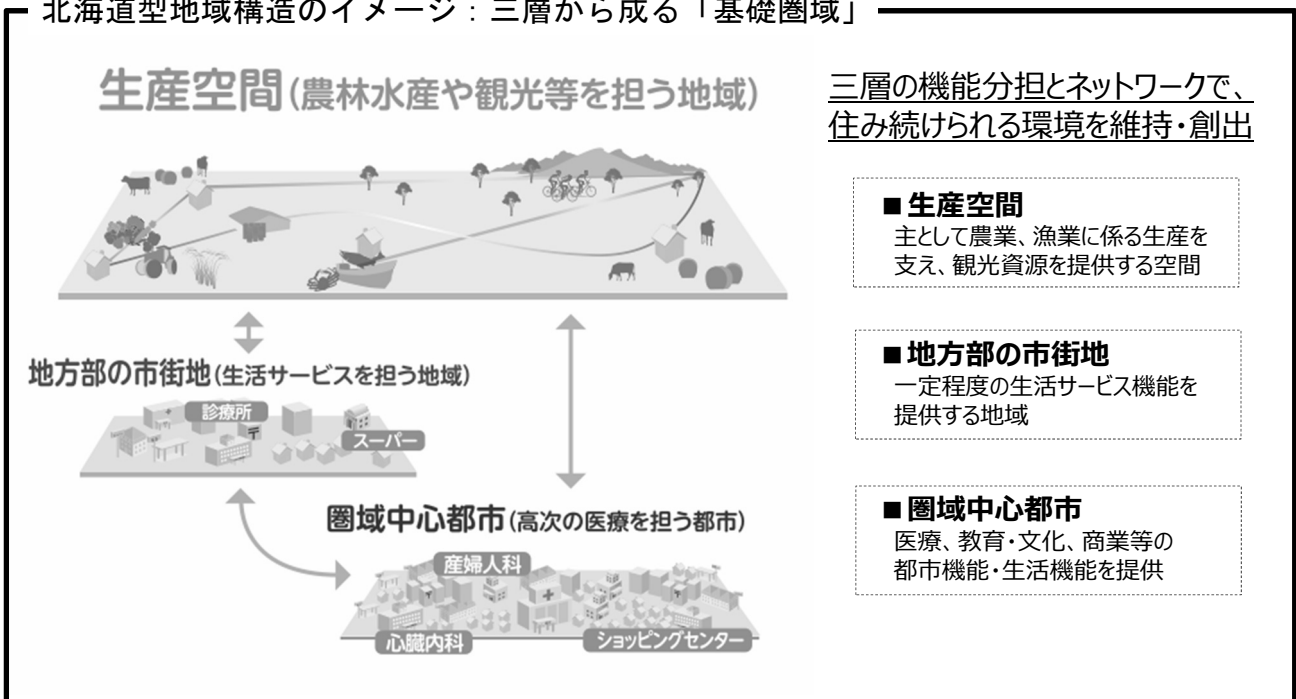 北海道型地域構造のイメージ：三層から成る「基礎圏域」
生産空間(農林水産や観光等を担う地域)
地方部の市街地(生活サービスを担う地域)
診療所
スーパー
圏域中心都市(高次の医療を担う都市)
産婦人科
心臓内科
ショッピングセンター
三層の機能分担とネットワークで、
住み続けられる環境を維持・創出
■生産空間
主として農業、漁業に係る生産を
支え、観光資源を提供する空間
■地方部の市街地
一定程度の生活サービス機能を
提供する地域
■圏域中心都市
医療、教育・文化、商業等の
都市機能・生活機能を提供